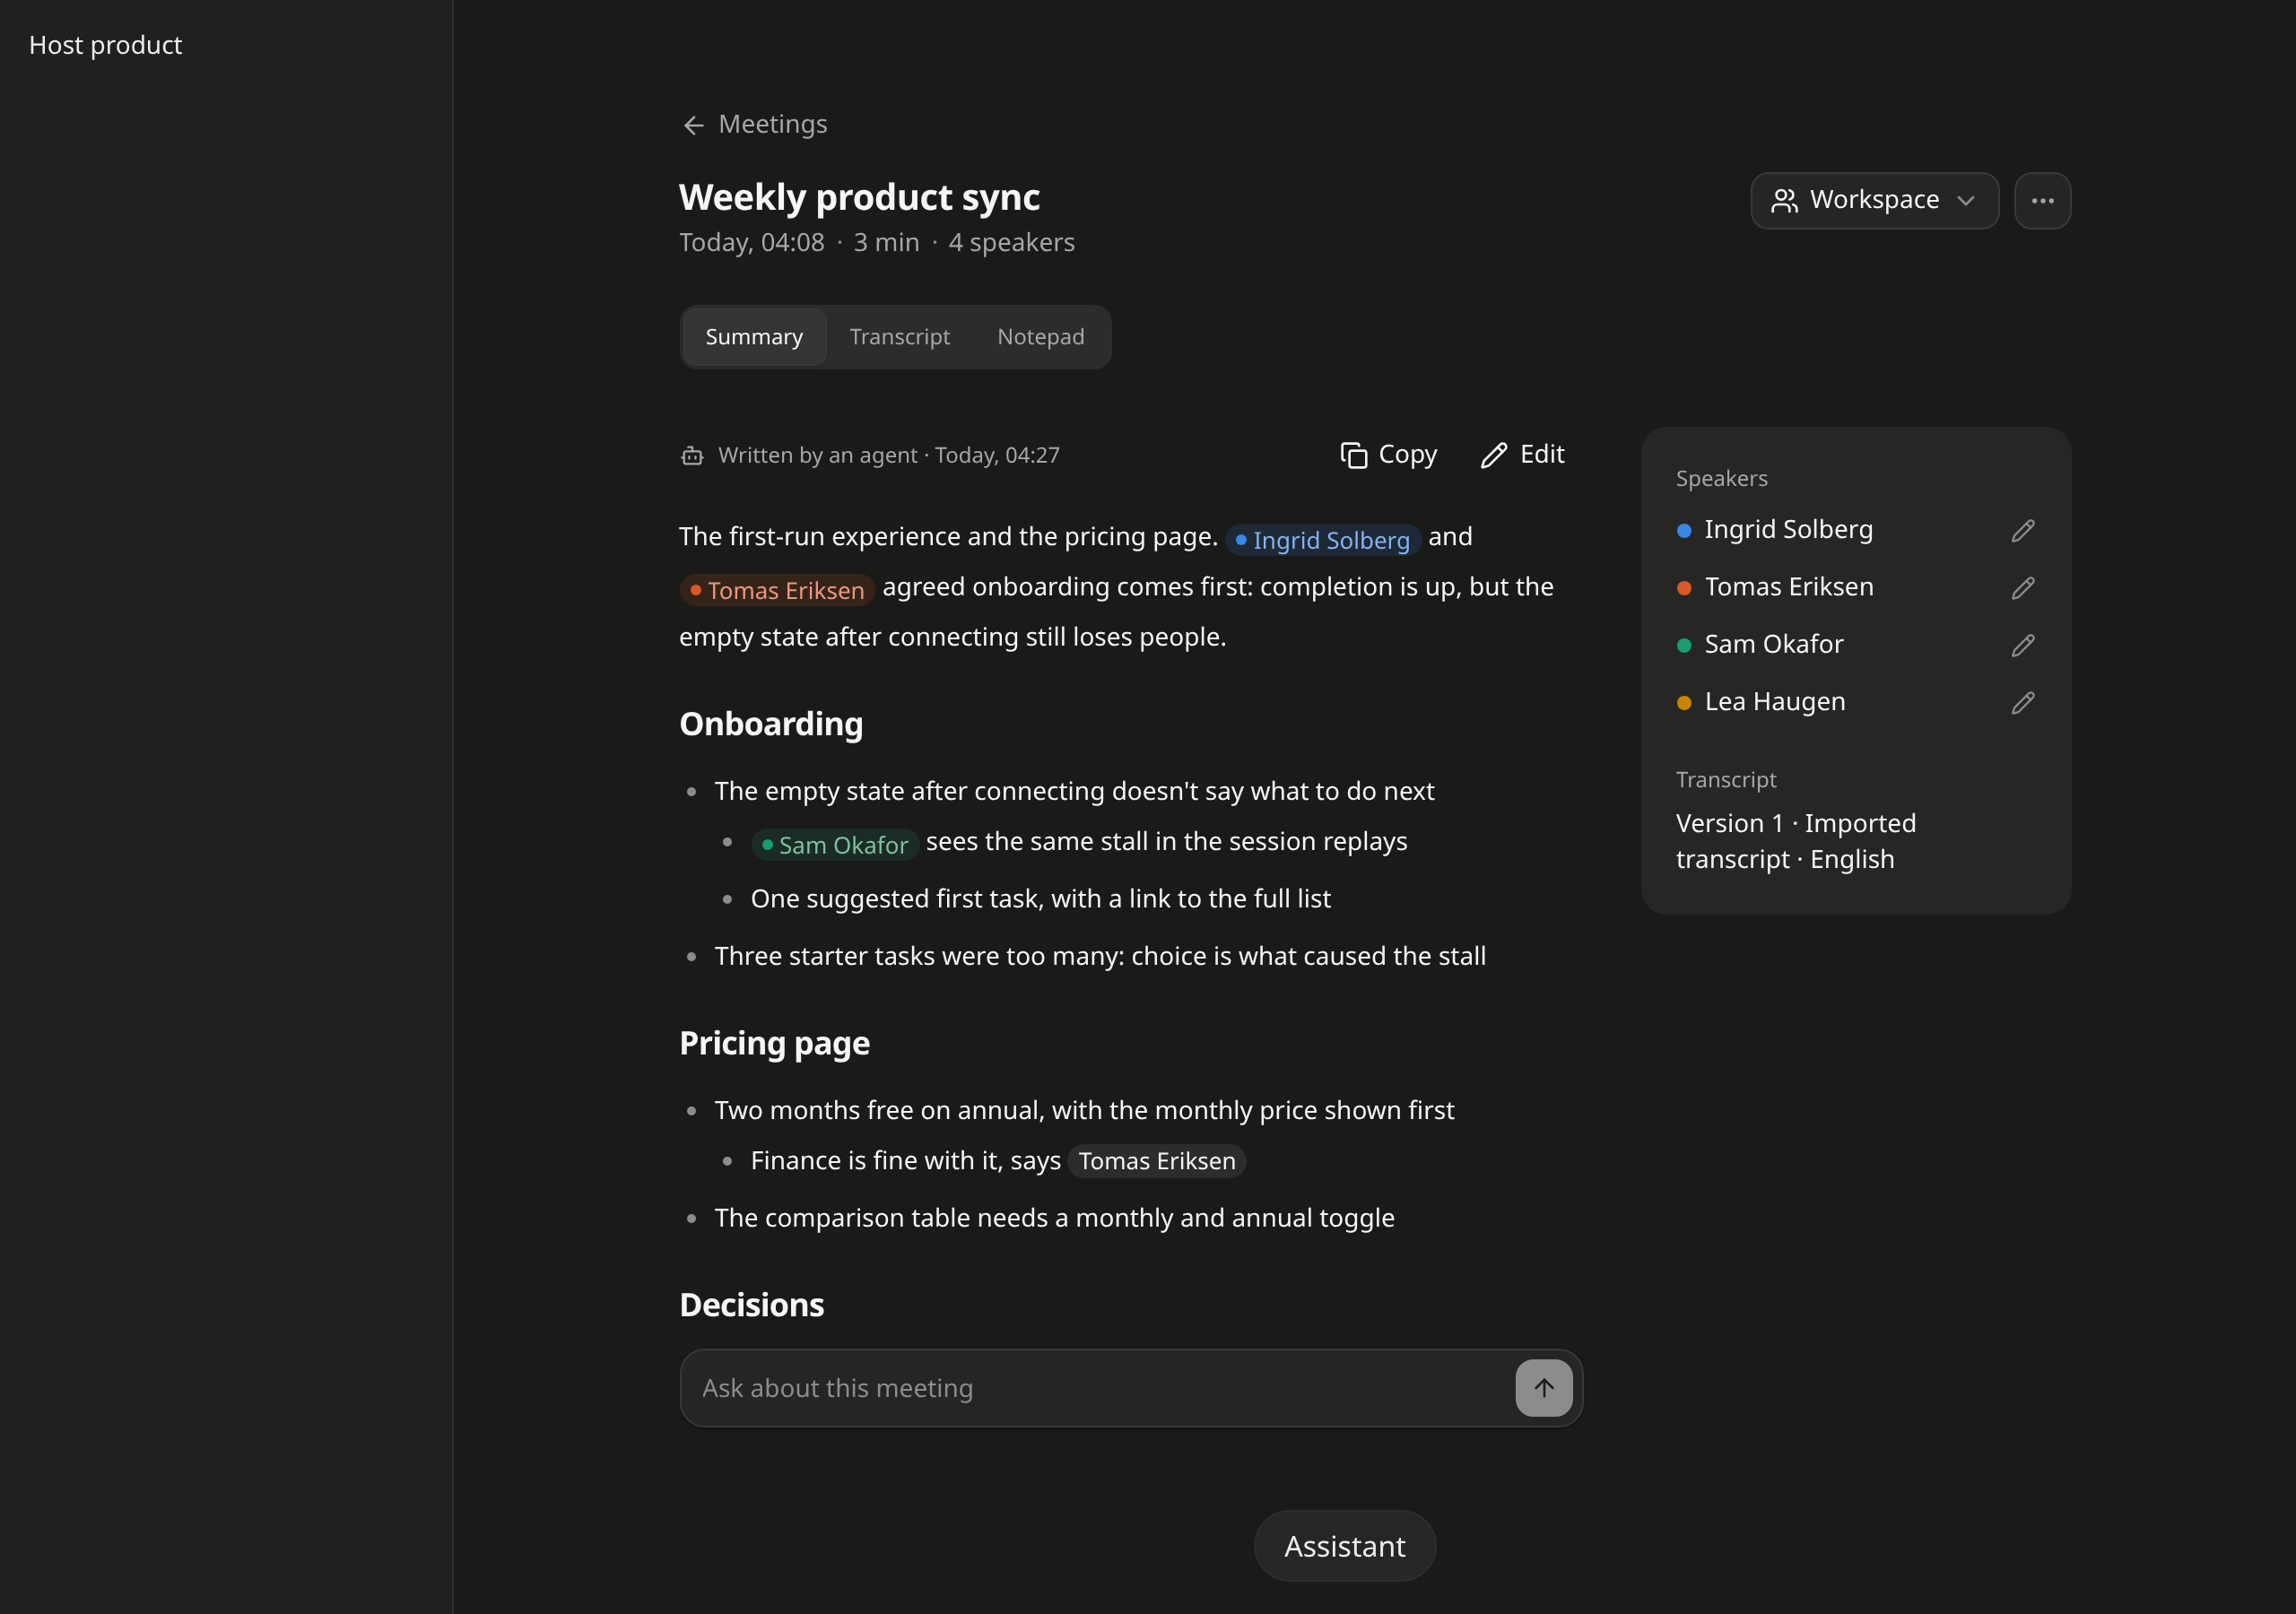 Host product
Meetings
Weekly product sync
Today, 04:08 · 3 min · 4 speakers
Workspace
Summary
Transcript
Notepad
Written by an agent · Today, 04:27
Copy
Edit
The first-run experience and the pricing page. Ingrid Solberg and
Tomas Eriksen agreed onboarding comes first: completion is up, but the
empty state after connecting still loses people.
Onboarding
The empty state after connecting doesn't say what to do next
Sam Okafor sees the same stall in the session replays
One suggested first task, with a link to the full list
Three starter tasks were too many: choice is what caused the stall
Pricing page
Two months free on annual, with the monthly price shown first
Finance is fine with it, says Tomas Eriksen
The comparison table needs a monthly and annual toggle
Decisions
Ask about this meeting
Speakers
Ingrid Solberg
Tomas Eriksen
Sam Okafor
Lea Haugen
Transcript
Version 1 · Imported
transcript · English
Assistant